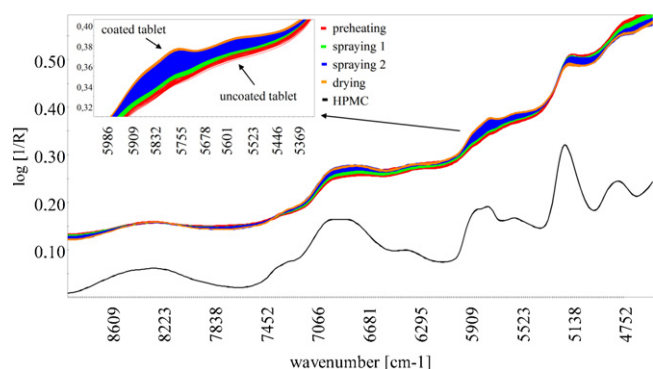 coated tablet
uncoated tablet
0,40
0,38
0,36
0,34
0,32
5986 5909 5832 5755 5678 5601 5523 5446 5369
preheating
spraying 1
spraying 2
drying
HPMC
log [1/R]
0.50
0.40
0.30
0.20
0.10
8609 8223 7838 7452 7066 6681 6295 5909 5523 5138 4752
wavenumber [cm-1]